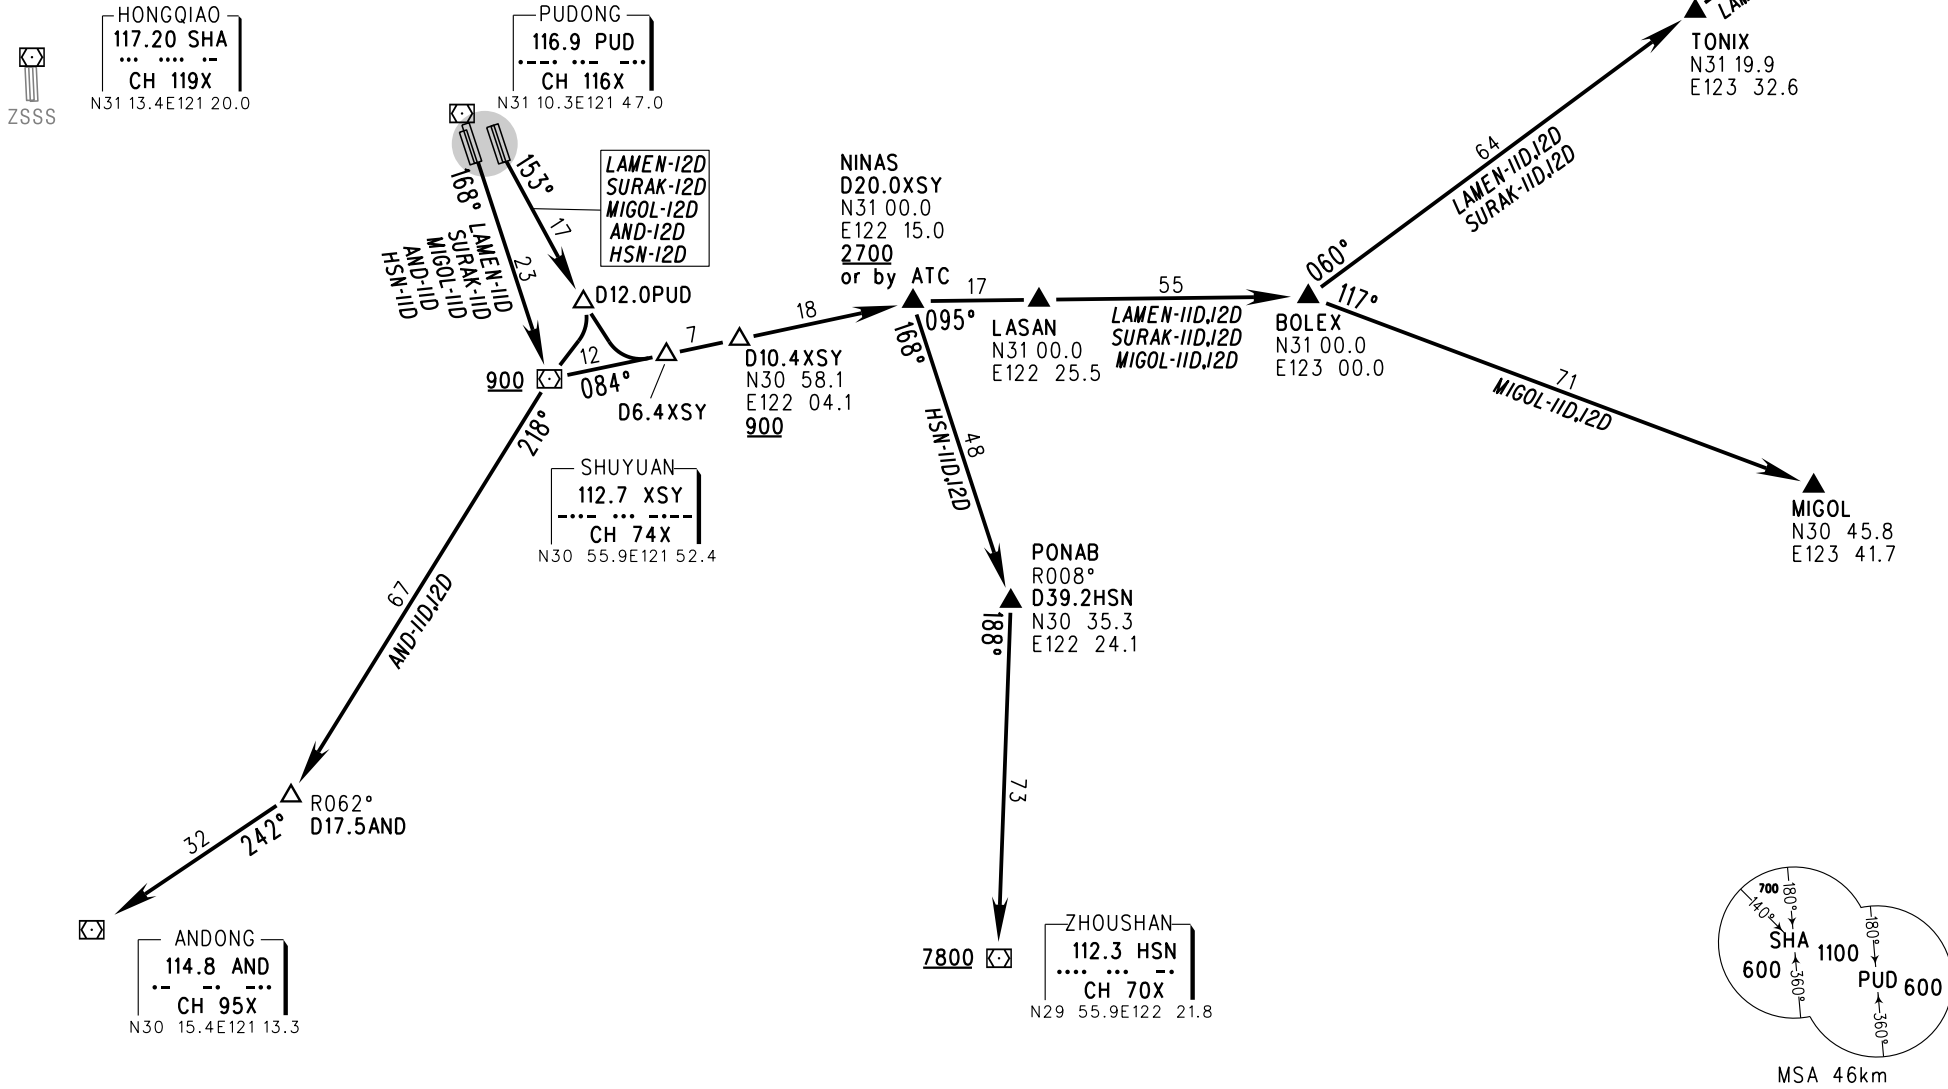 HONGQIAO
117.20 SHA
CH 119X
N31 13.4E121 20.0
ZSSS
PUDONG
116.9 PUD
CH 116X
N31 10.3E121 47.0
TONIX
N31 19.9
E123 32.6
64
LAMEN-11D,12D
SURAK-11D,12D
060°
153°
17
LAMEN-12D
SURAK-12D
MIGOL-12D
AND-12D
HSN-12D
168°
23
LAMEN-11D
SURAK-11D
MIGOL-11D
AND-11D
HSN-11D
D12.0PUD
NINAS
D20.0XSY
N31 00.0
E122 15.0
2700
or by ATC
900
12
084°
7
D6.4XSY
18
D10.4XSY
N30 58.1
E122 04.1
900
17
095°
LASAN
N31 00.0
E122 25.5
55
LAMEN-11D,12D
SURAK-11D,12D
MIGOL-11D,12D
BOLEX
N31 00.0
E123 00.0
117°
71
MIGOL-11D,12D
MIGOL
N30 45.8
E123 41.7
168°
48
HSN-11D,12D
218°
SHUYUAN
112.7 XSY
CH 74X
N30 55.9E121 52.4
67
AND-11D,12D
PONAB
R008°
D39.2HSN
N30 35.3
E122 24.1
188°
73
R062°
D17.5AND
242°
32
ANDONG
114.8 AND
CH 95X
N30 15.4E121 13.3
7800
ZHOUSHAN
112.3 HSN
CH 70X
N29 55.9E122 21.8
700
180°
140°
SHA
600
360°
1100
180°
PUD
600
360°
MSA 46km